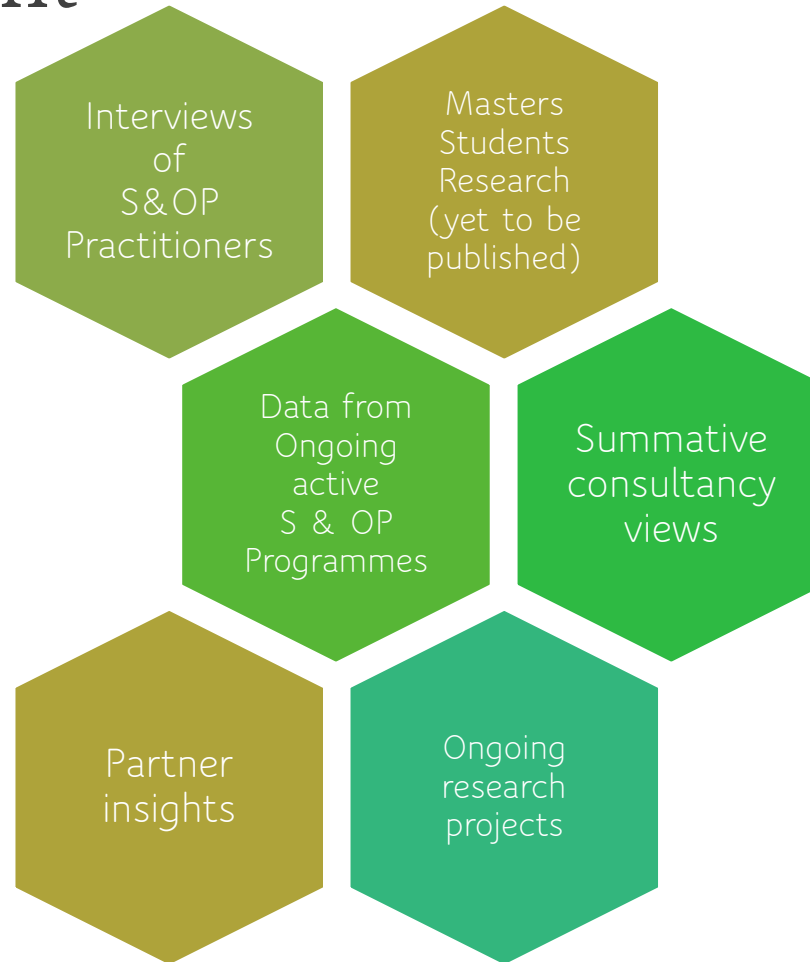 Interviews
of
S&OP
Practitioners
Masters
Students
Research
(yet to be
published)
Data from
Ongoing
active
S & OP
Programmes
Summative
consultancy
views
Partner
insights
Ongoing
research
projects